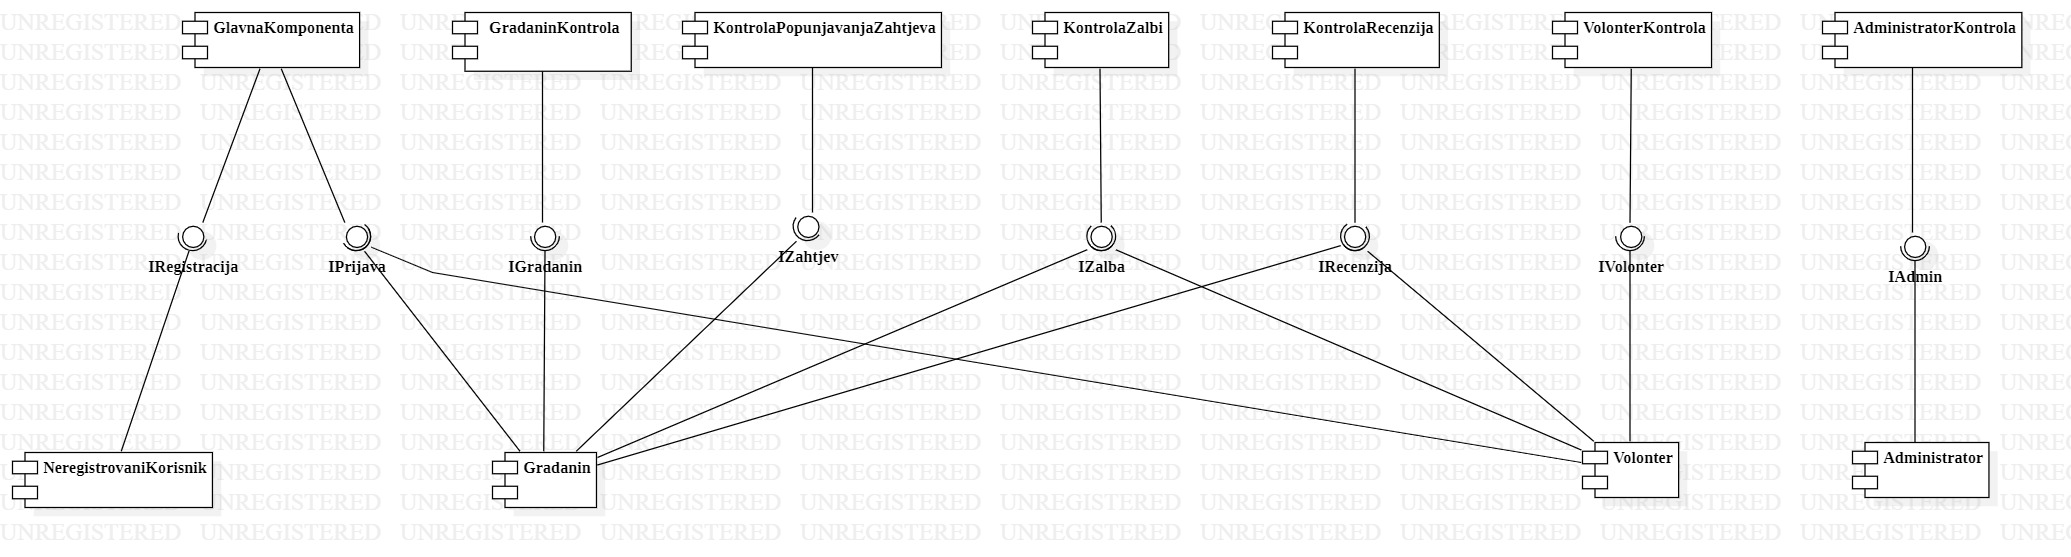 GlavnaKomponenta GradaninKontrola KontrolaPopunjavanjaZahtjeva KontrolaZalbi KontrolaRecenzija VolonterKontrola AdministratorKontrola
IRegistracija IPrijava IGradanin IZahtjev IZalba IRecenzija IVolonter IAdmin
NeregistrovaniKorisnik Gradanin Volonter Administrator
UNREGISTERED